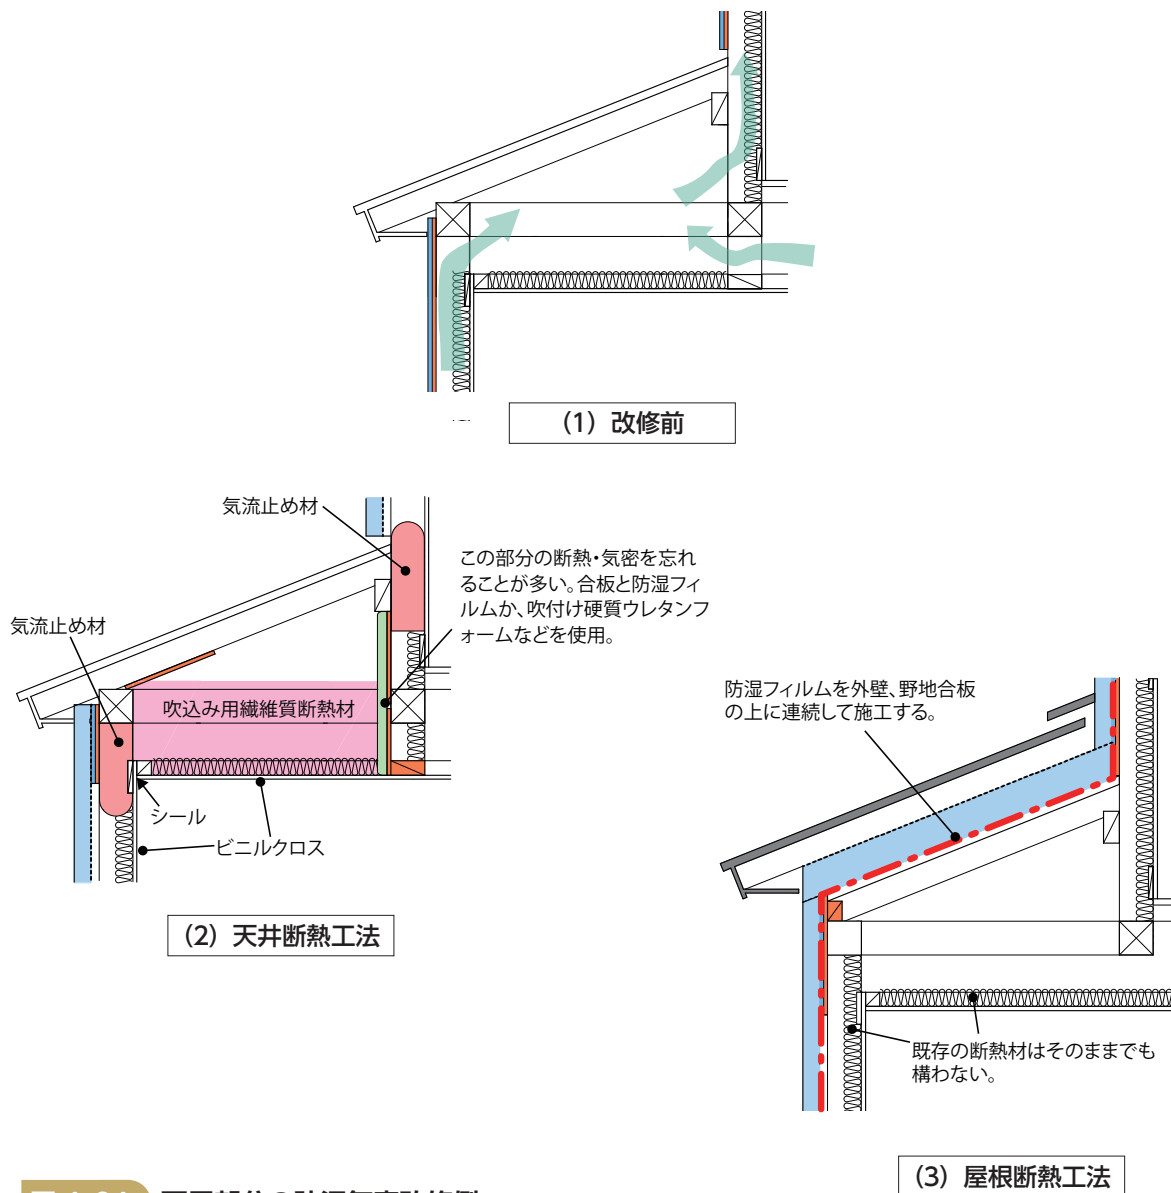 (1) 改修前
気流止め材
この部分の断熱・気密を忘れ
ることが多い。合板と防湿フィ
ルムか、吹付け硬質ウレタンフ
ォームなどを使用。
気流止め材
吹込み用繊維質断熱材
シール
ビニルクロス
(2) 天井断熱工法
防湿フィルムを外壁、野地合板
の上に連続して施工する。
既存の断熱材はそのままでも
構わない。
(3) 屋根断熱工法